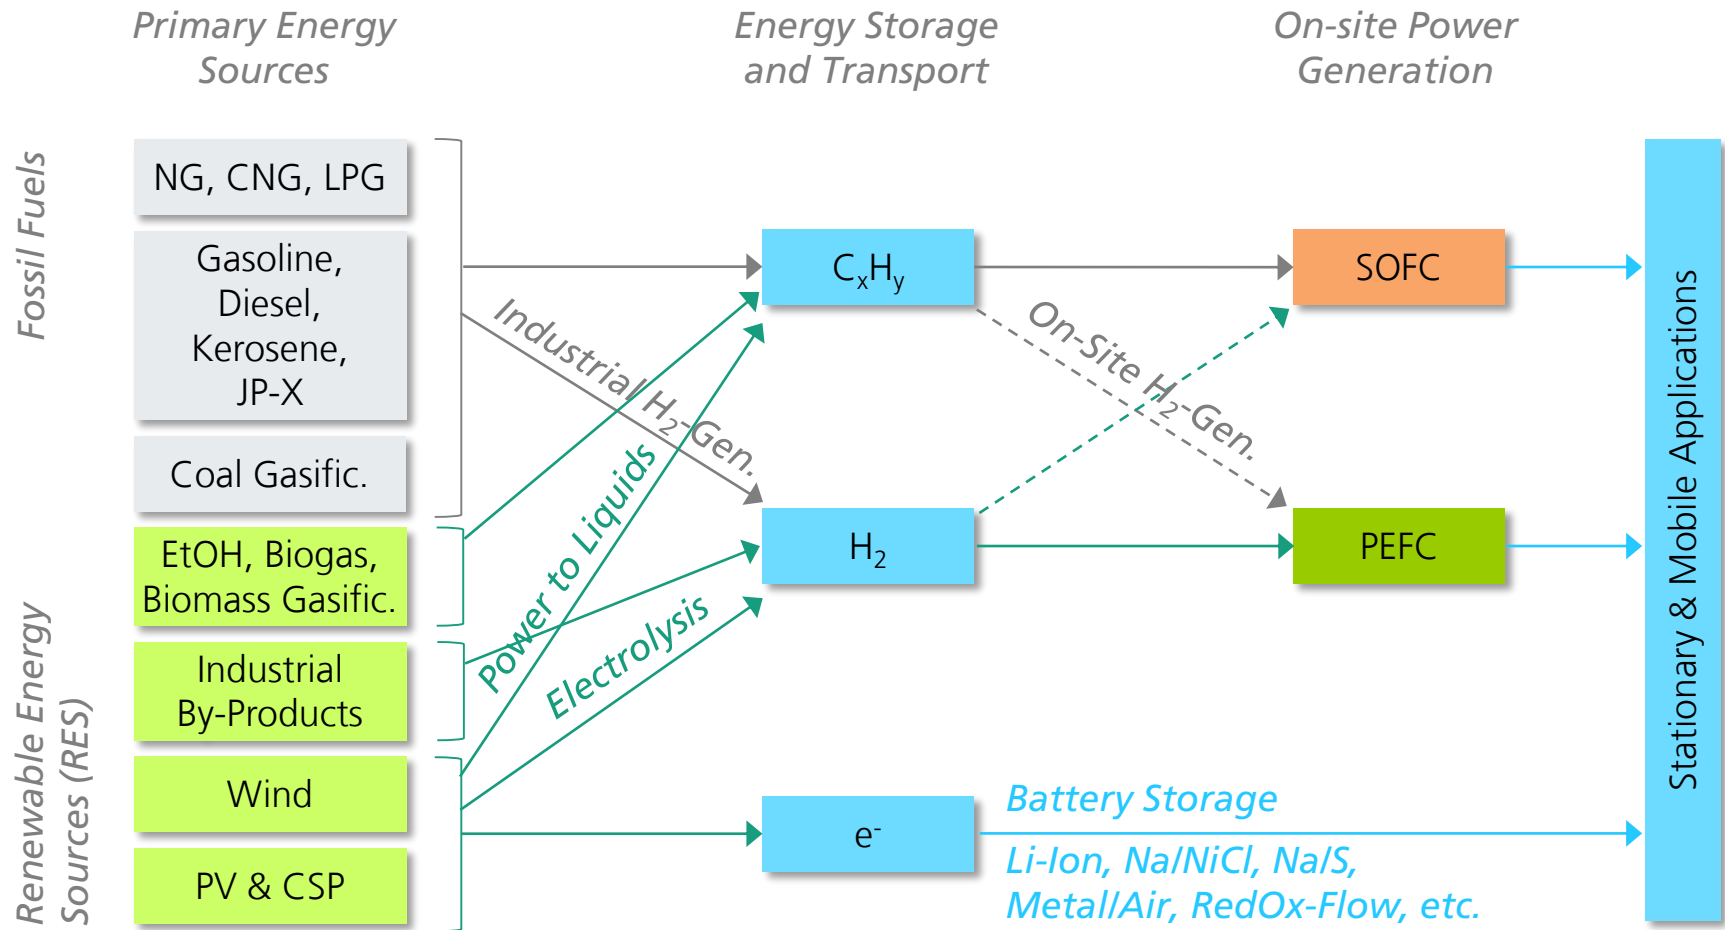 Primary Energy
Sources
Energy Storage
and Transport
On-site Power
Generation
Fossil Fuels
NG, CNG, LPG
Gasoline,
Diesel,
Kerosene,
JP-X
Coal Gasific.
Renewable Energy
Sources (RES)
EtOH, Biogas,
Biomass Gasific.
Industrial
By-Products
Wind
PV & CSP
Industrial H₂-Gen.
Power to Liquids
Electrolysis
CₓHᵧ
H₂
e⁻
On-Site H₂-Gen.
SOFC
PEFC
Battery Storage
Li-Ion, Na/NiCl, Na/S,
Metal/Air, RedOx-Flow, etc.
Stationary & Mobile Applications